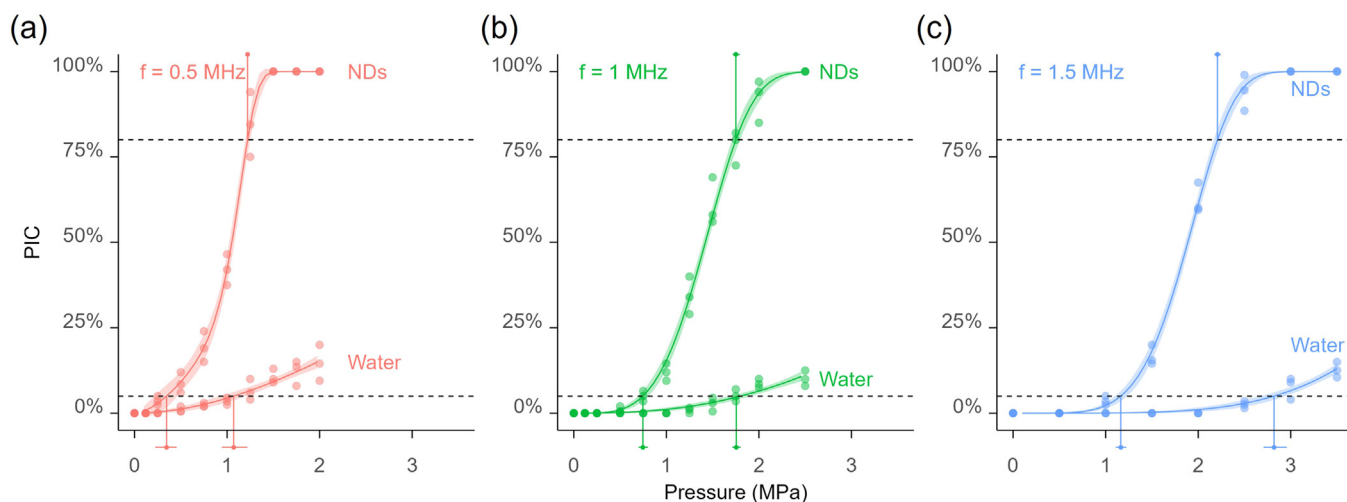 (a)
(b)
(c)
100%
f = 0.5 MHz
NDs
75%
50%
PIC
25%
Water
0%
0
1
2
3
100%
f = 1 MHz
NDs
75%
50%
25%
Water
0%
0
1
2
3
Pressure (MPa)
100%
f = 1.5 MHz
NDs
75%
50%
25%
Water
0%
0
1
2
3